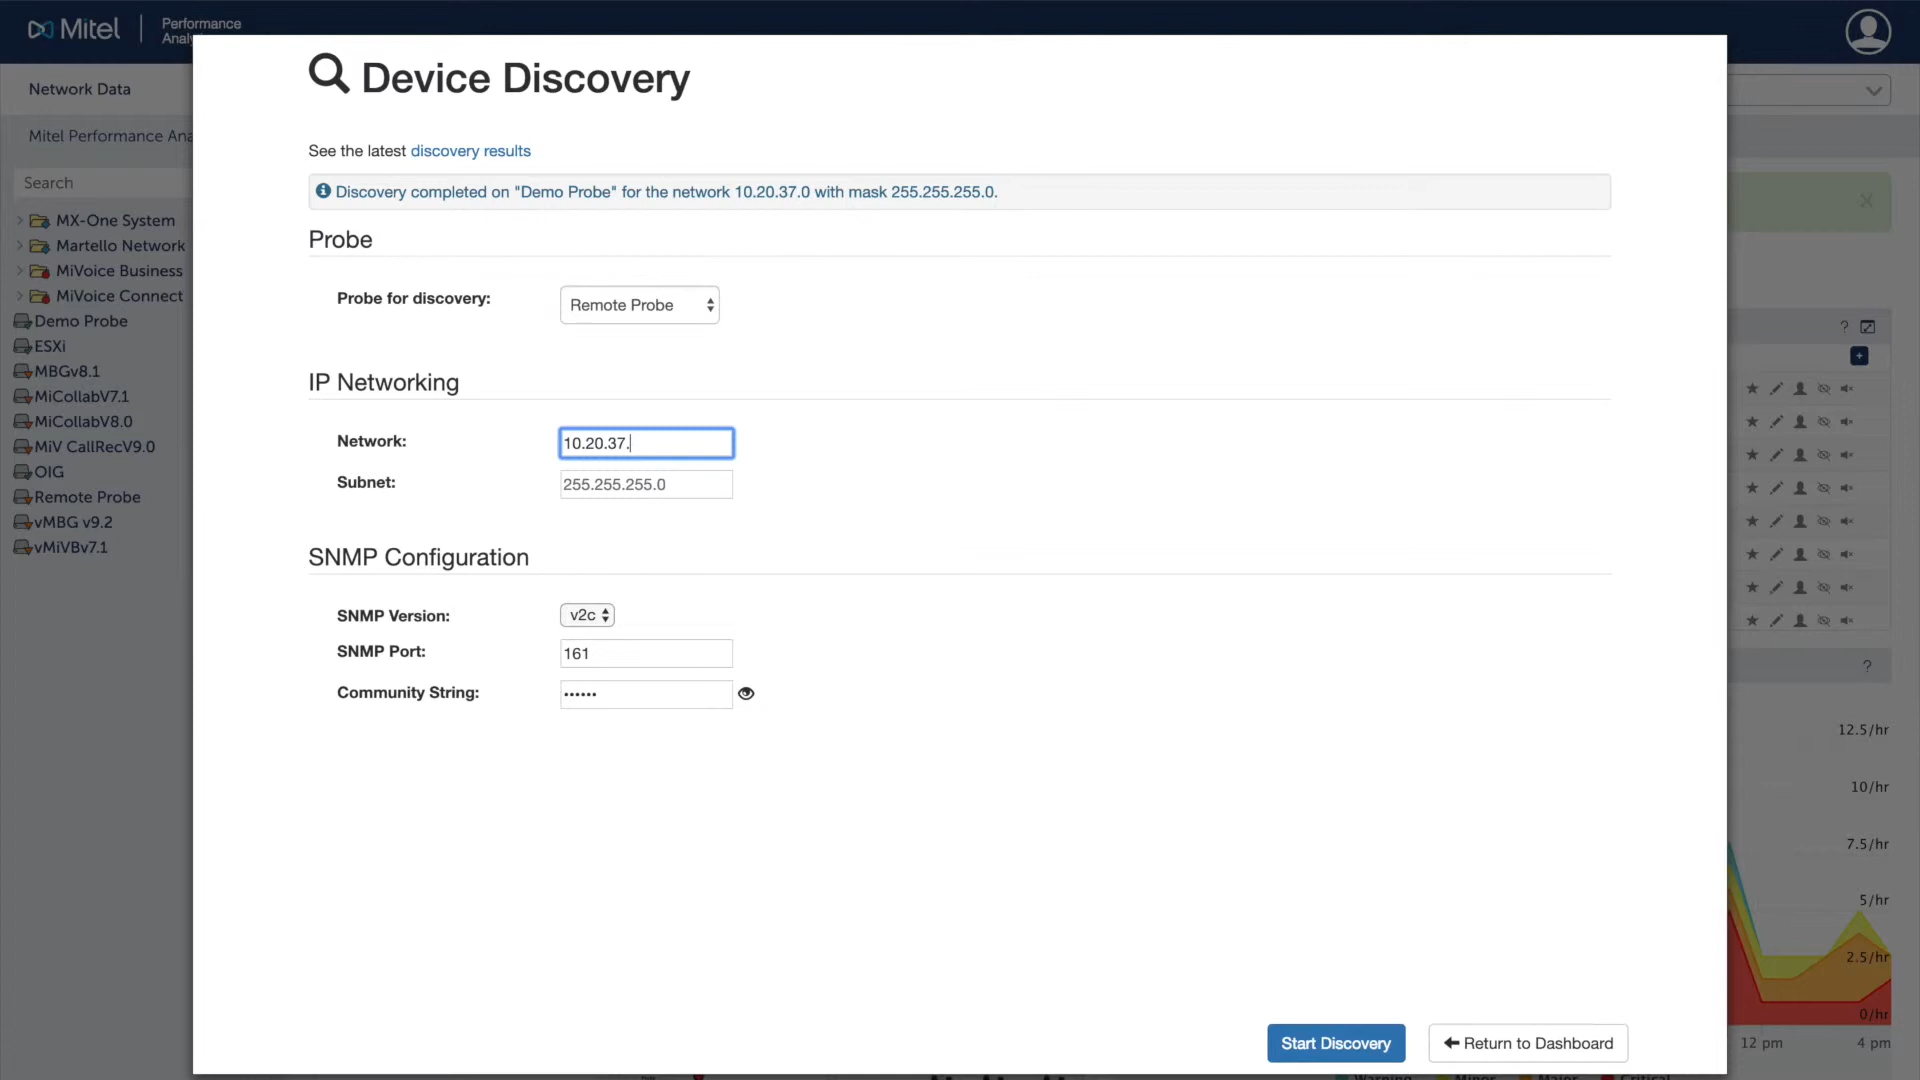 Mitel
Performance
Network Data
Mitel Performance Ana
Search
MX-One System
Martello Network
MiVoice Business
MiVoice Connect
Demo Probe
ESXi
MBGv8.1
MiCollabV7.1
MiCollabV8.0
MiV CallRecV9.0
OIG
Remote Probe
vMBG v9.2
vMiVBv7.1
Device Discovery
See the latest discovery results
Discovery completed on "Demo Probe" for the network 10.20.37.0 with mask 255.255.255.0.
Probe
Probe for discovery:
Remote Probe
IP Networking
Network:
10.20.37.
Subnet:
255.255.255.0
SNMP Configuration
SNMP Version:
v2c
SNMP Port:
161
Community String:
••••••
Start Discovery
Return to Dashboard
?
?
12.5/hr
10/hr
7.5/hr
5/hr
2.5/hr
0/hr
12 pm
4 pm